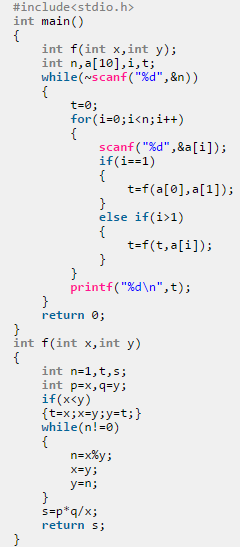 #include<stdio.h>
int main()
{
    int f(int x,int y);
    int n,a[10],i,t;
    while(~scanf("%d",&n))
    {
        t=0;
        for(i=0;i<n;i++)
        {
            scanf("%d",&a[i]);
            if(i==1)
            {
                t=f(a[0],a[1]);
            }
            else if(i>1)
            {
                t=f(t,a[i]);
            }
        }
        printf("%d\n",t);
    }
    return 0;
}
int f(int x,int y)
{
    int n=1,t,s;
    int p=x,q=y;
    if(x<y)
    {t=x;x=y;y=t;}
    while(n!=0)
    {
        n=x%y;
        x=y;
        y=n;
    }
    s=p*q/x;
    return s;
}